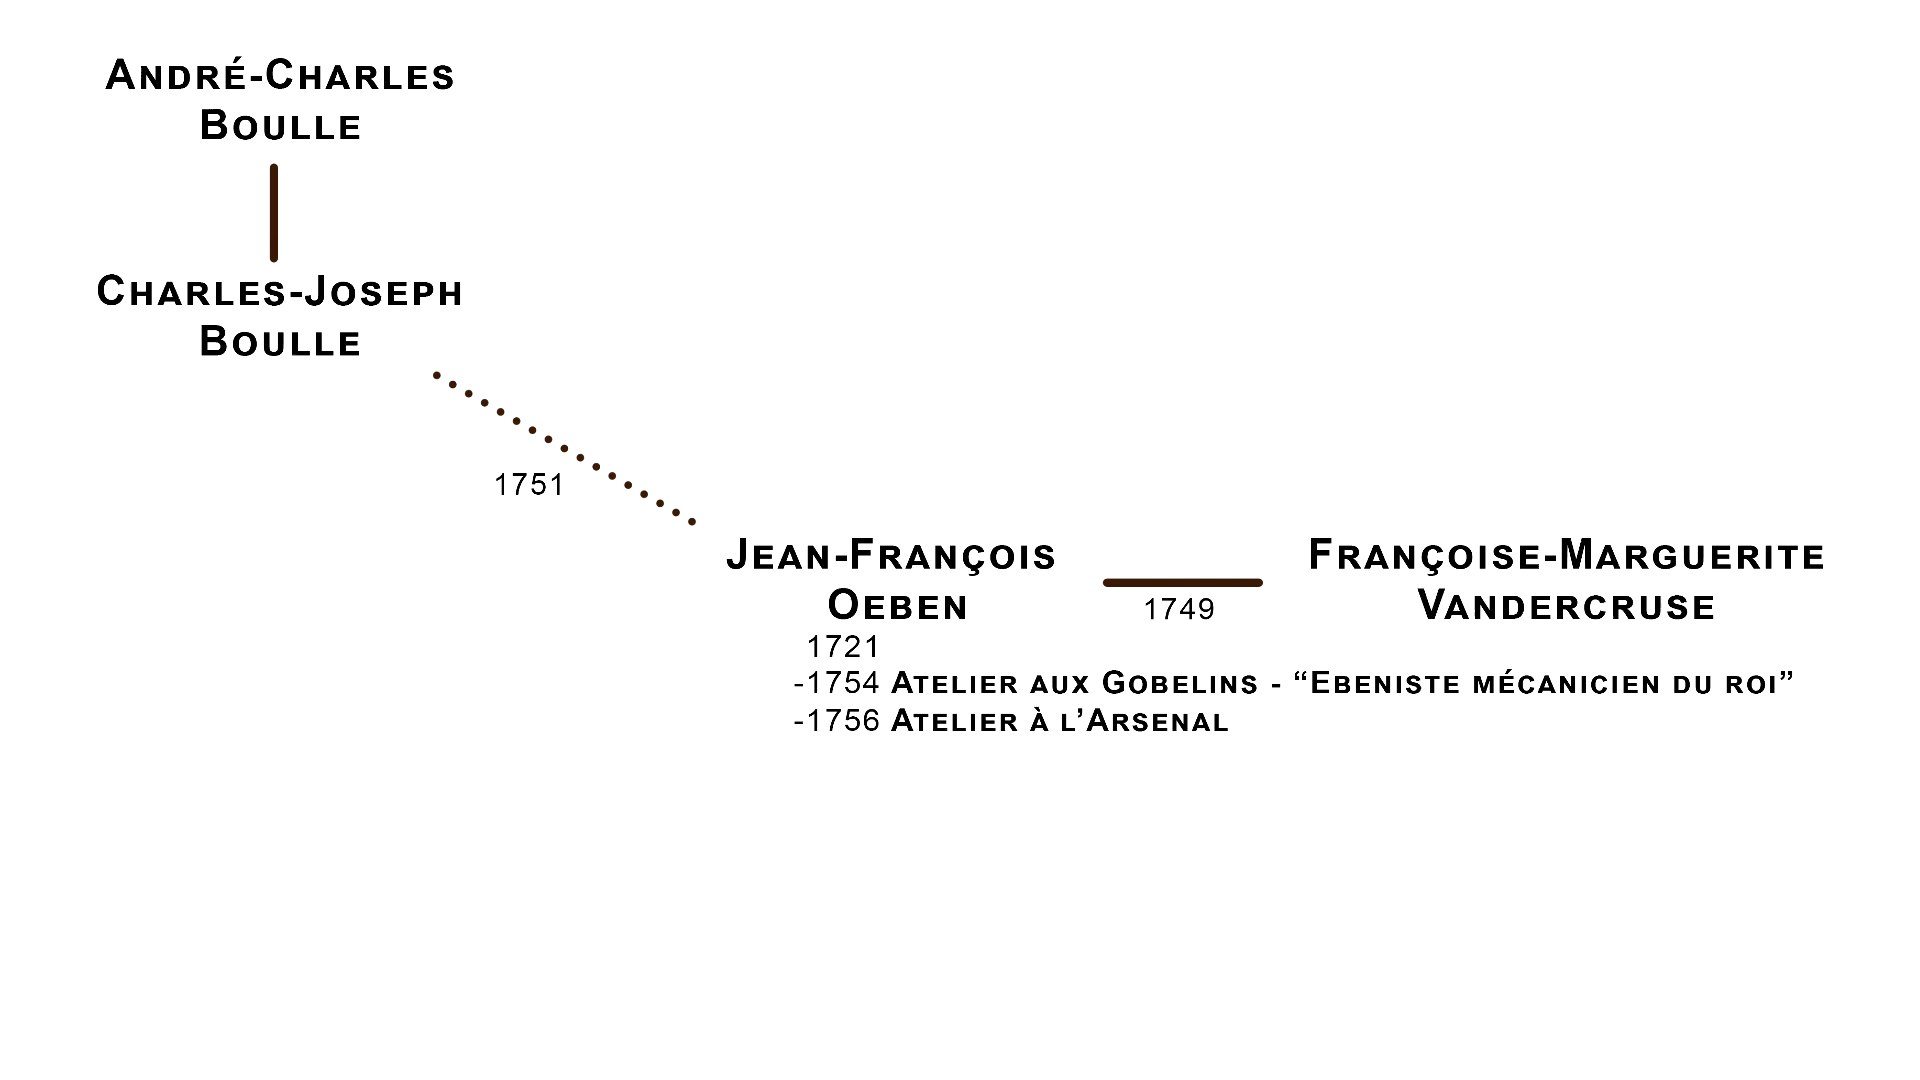 André-Charles
Boulle
Charles-Joseph
Boulle
1751
Jean-François
Oeben
1749
Françoise-Marguerite
Vandercruse
1721
-1754 Atelier aux Gobelins - “Ebeniste mécanicien du roi”
-1756 Atelier à l’Arsenal